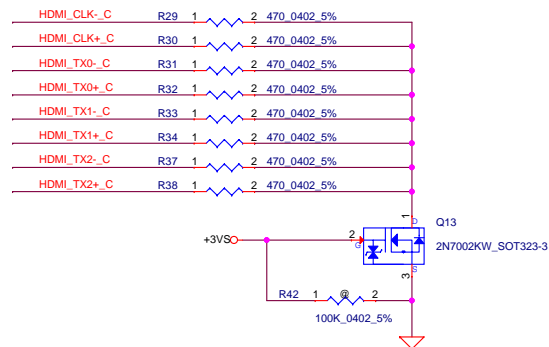 HDMI_CLK-_C R29 1 2 470_0402_5%
HDMI_CLK+_C R30 1 2 470_0402_5%
HDMI_TX0-_C R31 1 2 470_0402_5%
HDMI_TX0+_C R32 1 2 470_0402_5%
HDMI_TX1-_C R33 1 2 470_0402_5%
HDMI_TX1+_C R34 1 2 470_0402_5%
HDMI_TX2-_C R37 1 2 470_0402_5%
HDMI_TX2+_C R38 1 2 470_0402_5%
1 D Q13
+3VS 2 G 2N7002KW_SOT323-3
3 S
R42 1 @ 2
100K_0402_5%